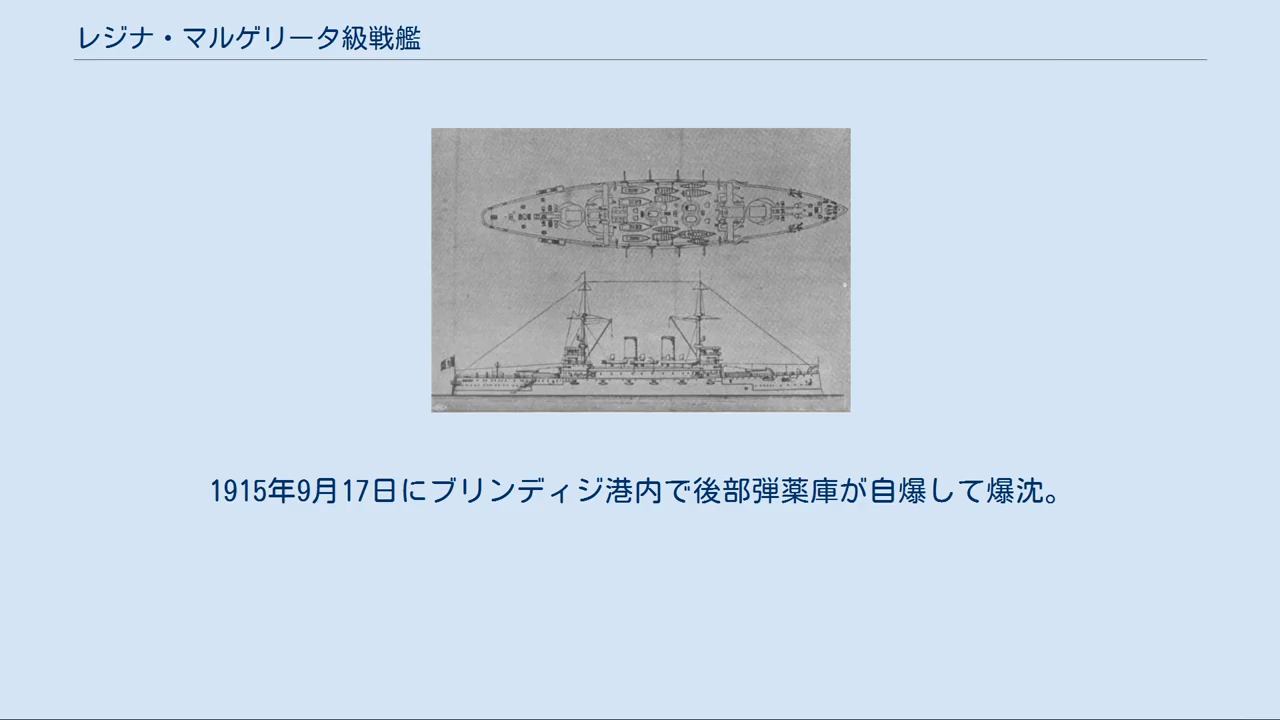 レジナ・マルゲリータ級戦艦
1915年9月17日にブリンディジ港内で後部弾薬庫が自爆して爆沈。